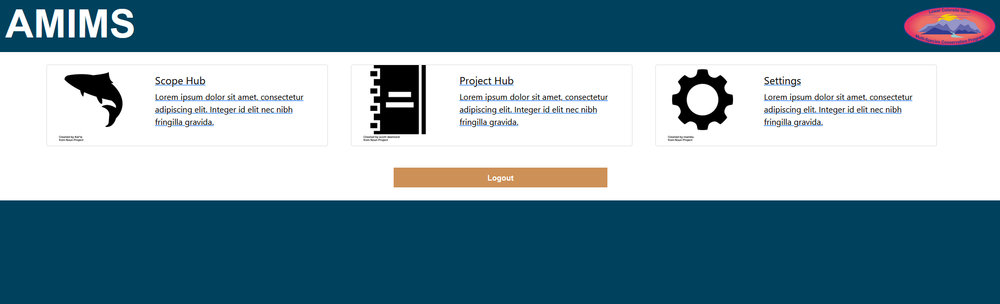 AMIMS
Lower Colorado River
Multi-Species Conservation Program
Scope Hub
Lorem ipsum dolor sit amet, consectetur
adipiscing elit. Integer id elit nec nibh
fringilla gravida.
Created by Ker'is
from Noun Project
Project Hub
Lorem ipsum dolor sit amet, consectetur
adipiscing elit. Integer id elit nec nibh
fringilla gravida.
Created by scott desmond
from Noun Project
Settings
Lorem ipsum dolor sit amet, consectetur
adipiscing elit. Integer id elit nec nibh
fringilla gravida.
Created by mambu
from Noun Project
Logout